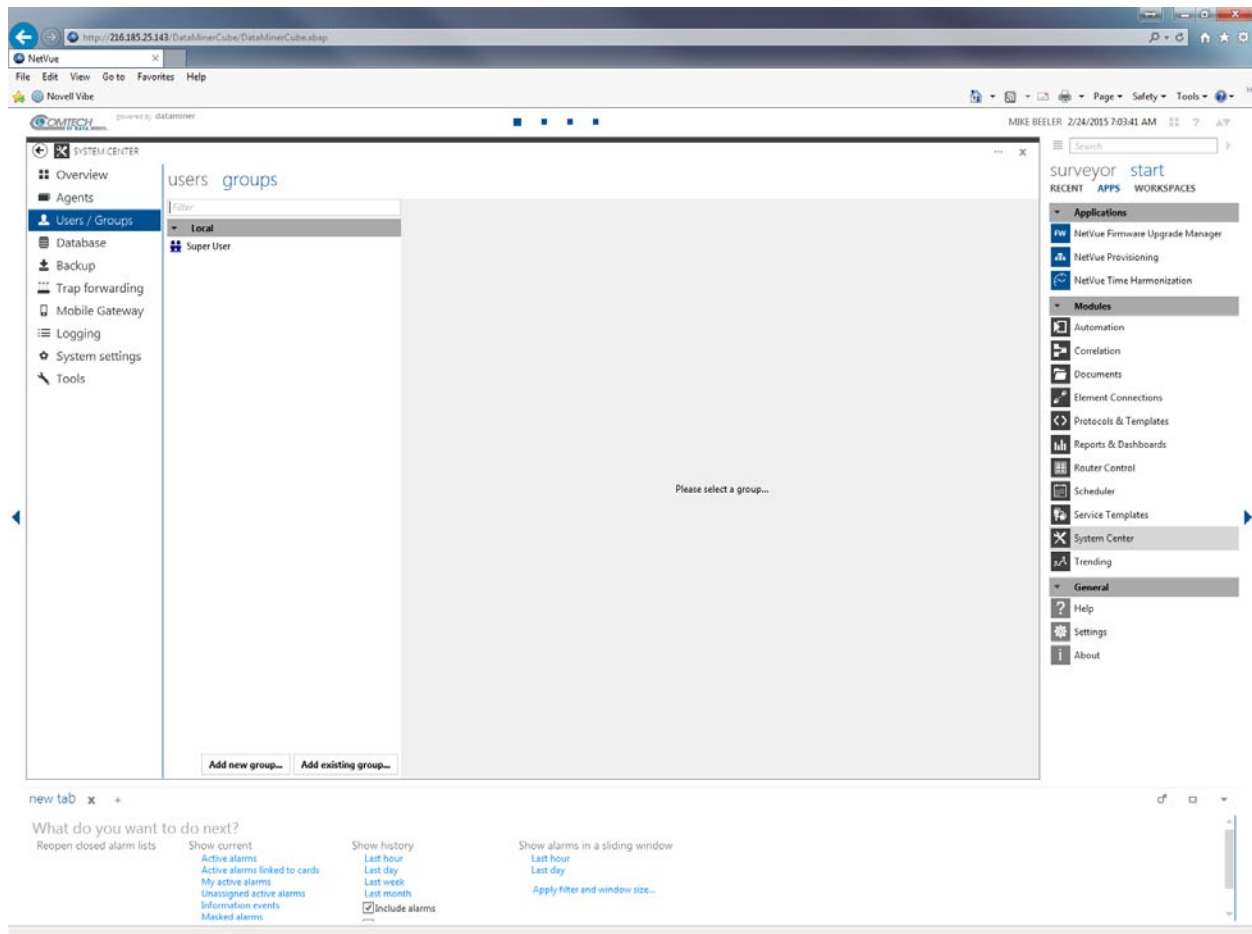 http://216.185.25.143/DataMinerCube/DataMinerCube.xbap
NetVue
File Edit View Go to Favorites Help
Novell Vibe
Page Safety Tools
COMTECH
EF DATA
powered by dataminer
MIKE BEELER 2/24/2015 7:03:41 AM
SYSTEM CENTER
Overview
Agents
Users / Groups
Database
Backup
Trap forwarding
Mobile Gateway
Logging
System settings
Tools
users groups
Filter
Local
Super User
Add new group...
Add existing group...
Please select a group...
Search
surveyor start
RECENT APPS WORKSPACES
Applications
FW NetVue Firmware Upgrade Manager
NetVue Provisioning
NetVue Time Harmonization
Modules
Automation
Correlation
Documents
Element Connections
Protocols & Templates
Reports & Dashboards
Router Control
Scheduler
Service Templates
System Center
Trending
General
Help
Settings
About
new tab x +
What do you want to do next?
Reopen closed alarm lists
Show current
Active alarms
Active alarms linked to cards
My active alarms
Unassigned active alarms
Information events
Masked alarms
Show history
Last hour
Last day
Last week
Last month
Include alarms
Show alarms in a sliding window
Last hour
Last day
Apply filter and window size...